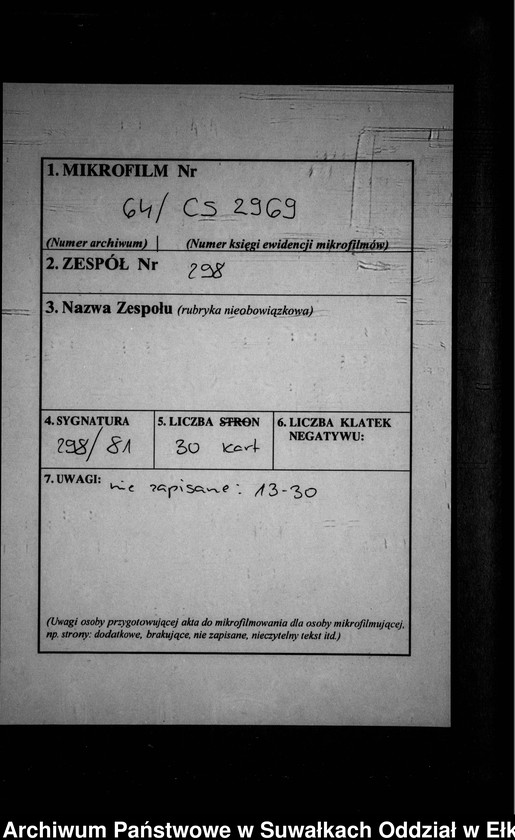 1. MIKROFILM Nr
64/ CS 2969
(Numer archiwum) | (Numer księgi ewidencji mikrofilmów)
2. ZESPÓŁ Nr 298
3. Nazwa Zespołu (rubryka nieobowiązkowa)
4. SYGNATURA
298/81
5. LICZBA STRON
30 kart
6. LICZBA KLATEK
NEGATYWU:
7. UWAGI: nie zapisane: 13-30
(Uwagi osoby przygotowującej akta do mikrofilmowania dla osoby mikrofilmującej,
np. strony: dodatkowe, brakujące, nie zapisane, nieczytelny tekst itd.)
Archiwum Państwowe w Suwałkach Oddział w Ełk